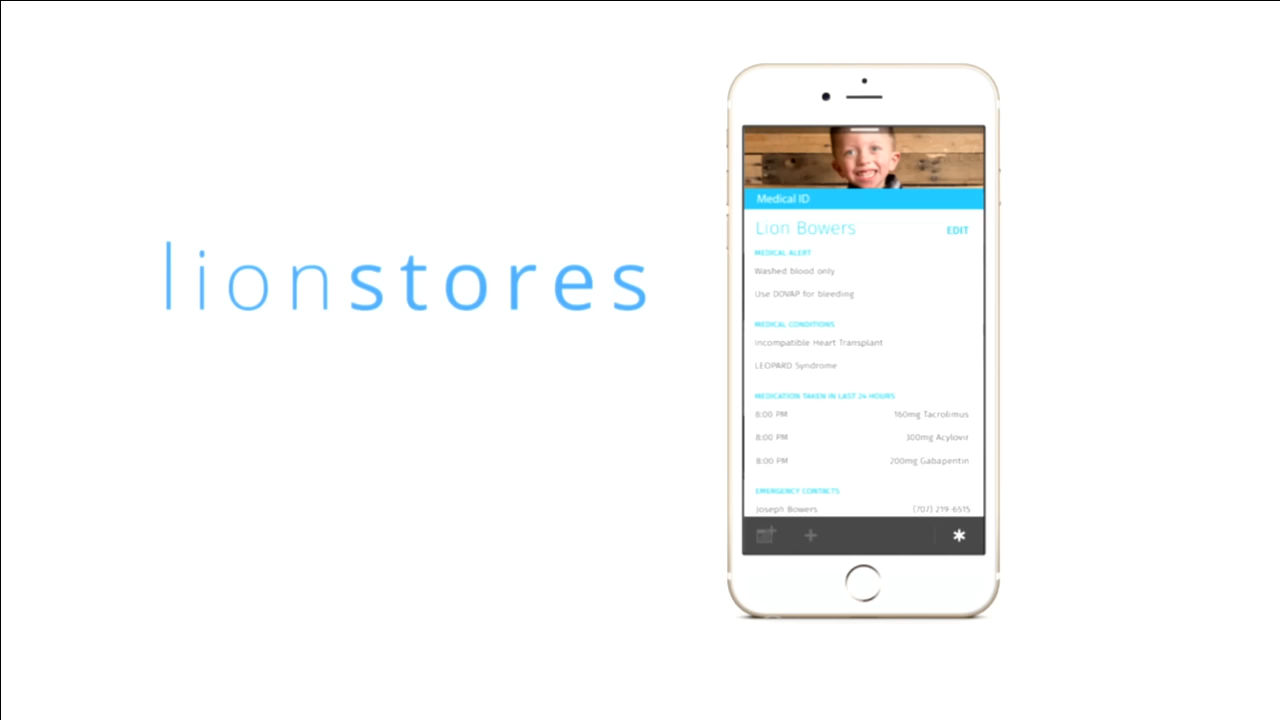 lionstores
Medical ID
Lion Bowers
EDIT
MEDICAL ALERT
Washed blood only
Use DDVAP for bleeding
MEDICAL CONDITIONS
Incompatible Heart Transplant
LEOPARD Syndrome
MEDICATION TAKEN IN LAST 24 HOURS
8:00 PM 160mg Tacrolimus
8:00 PM 300mg Acylovir
8:00 PM 200mg Gabapentin
EMERGENCY CONTACTS
Joseph Bowers (707) 219-6515